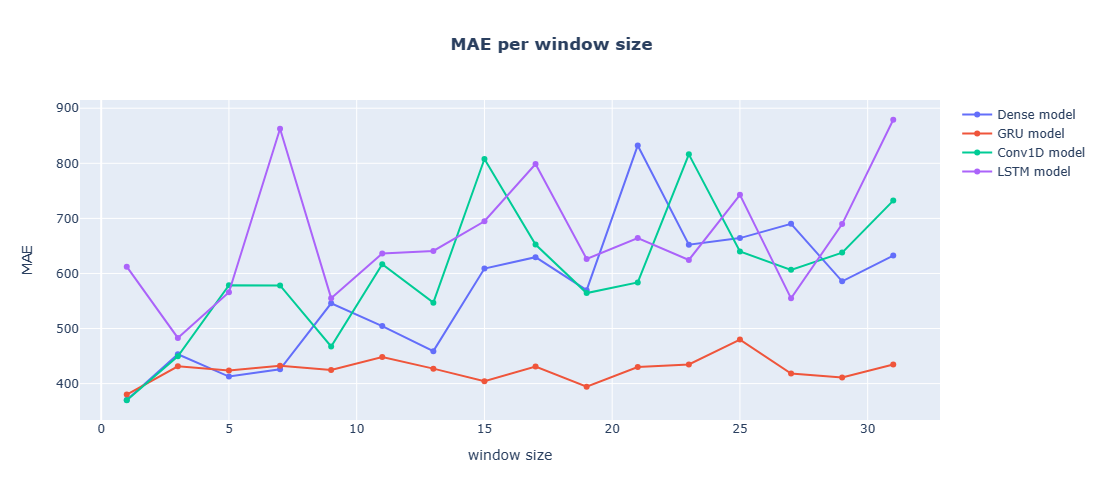 MAE per window size
900
800
700
600
500
400
MAE
0
5
10
15
20
25
30
window size
Dense model
GRU model
Conv1D model
LSTM model